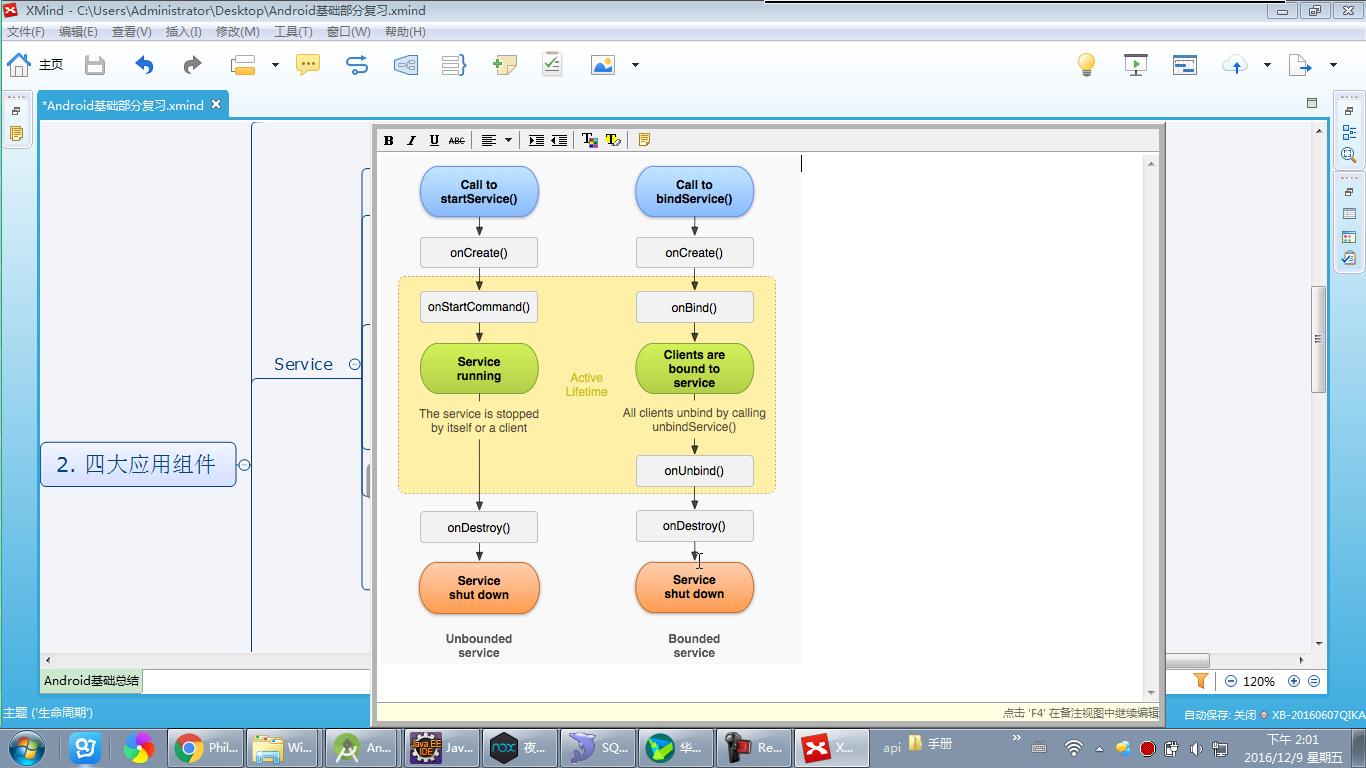 XMind - C:\Users\Administrator\Desktop\Android基础部分复习.xmind
文件(F) 编辑(E) 查看(V) 插入(I) 修改(M) 工具(T) 窗口(W) 帮助(H)
主页
*Android基础部分复习.xmind
B I U ABC
Call to
startService()
onCreate()
onStartCommand()
Service
running
The service is stopped
by itself or a client
onDestroy()
Service
shut down
Unbounded
service
Active
Lifetime
Call to
bindService()
onCreate()
onBind()
Clients are
bound to
service
All clients unbind by calling
unbindService()
onUnbind()
onDestroy()
Service
shut down
Bounded
service
Service
2. 四大应用组件
Android基础总结
120%
点击 'F4' 在备注视图中继续编辑
主题 ('生命周期')
自动保存: 关闭
XB-20160607QIKA
Phil...
Wi...
An...
Java EE
IDE
Jav...
nox
夜...
SQ...
华...
Re...
X...
api
手册
下午 2:01
2016/12/9 星期五